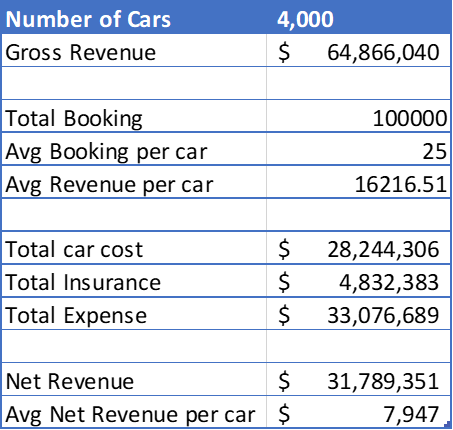 Number of Cars 4,000
Gross Revenue $ 64,866,040
Total Booking 100000
Avg Booking per car 25
Avg Revenue per car 16216.51
Total car cost $ 28,244,306
Total Insurance $ 4,832,383
Total Expense $ 33,076,689
Net Revenue $ 31,789,351
Avg Net Revenue per car $ 7,947